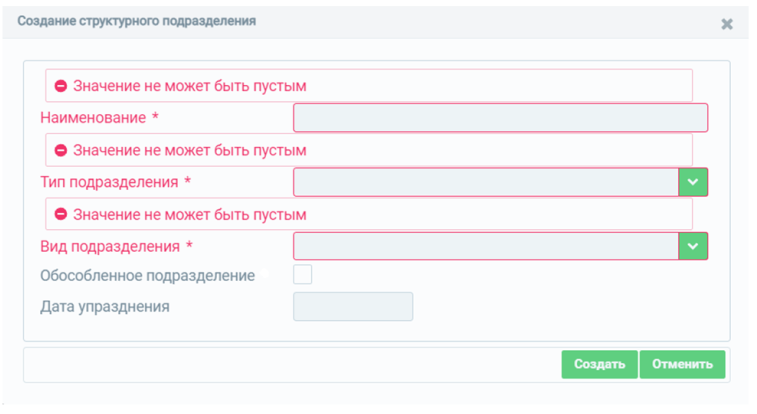 Создание структурного подразделения
Значение не может быть пустым
Наименование *
Значение не может быть пустым
Тип подразделения *
Значение не может быть пустым
Вид подразделения *
Обособленное подразделение
Дата упразднения
Создать Отменить